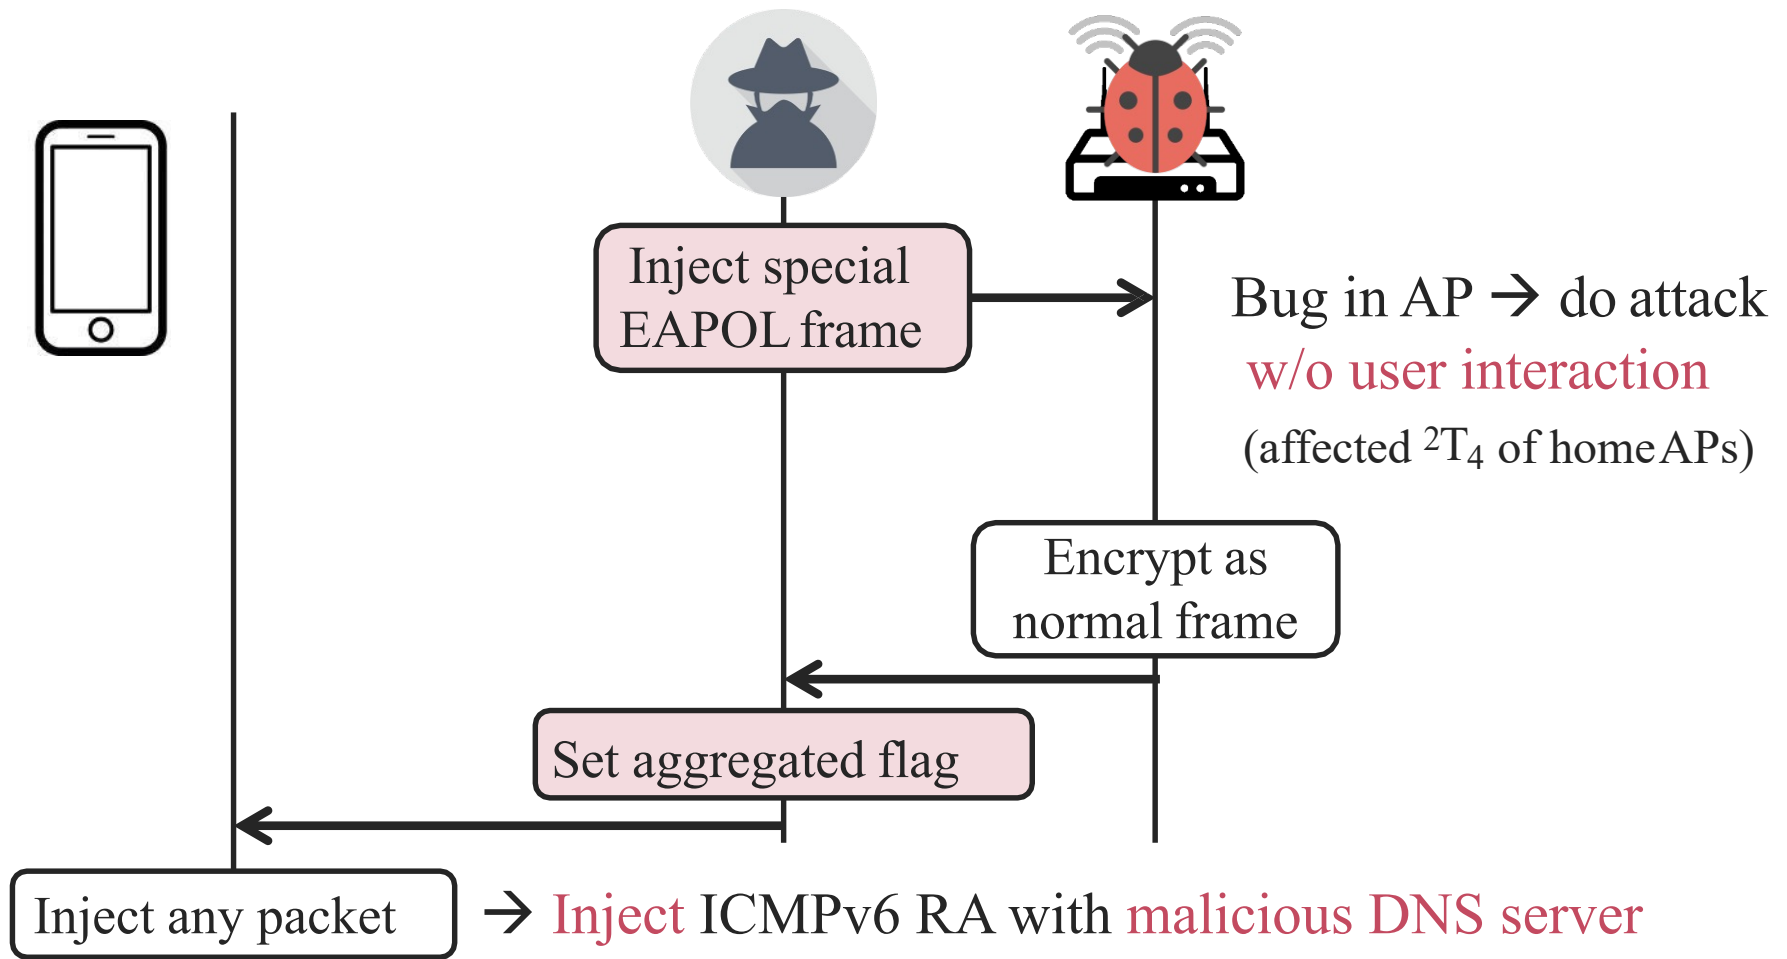 Inject special
EAPOL frame
Bug in AP → do attack
w/o user interaction
(affected ²T₄ of home APs)
Encrypt as
normal frame
Set aggregated flag
Inject any packet
→ Inject ICMPv6 RA with malicious DNS server